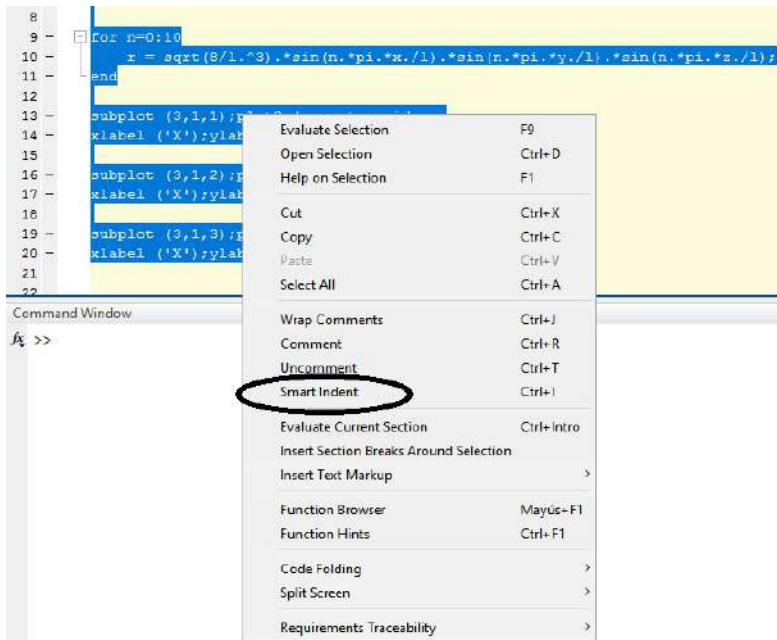 8
9 – for n=0:10
10 – r = sqrt(8/l.^3).*sin(n.*pi.*x./l).*sin(n.*pi.*y./l).*sin(n.*pi.*z./l);
11 – end
12
13 – subplot (3,1,1);
14 – xlabel ('X');ylab
15
16 – subplot (3,1,2);p
17 – xlabel ('X');ylab
18
19 – subplot (3,1,3);p
20 – xlabel ('X');ylab
21
22
Command Window
fx >>
Evaluate Selection F9
Open Selection Ctrl+D
Help on Selection F1
Cut Ctrl+X
Copy Ctrl+C
Paste Ctrl+V
Select All Ctrl+A
Wrap Comments Ctrl+J
Comment Ctrl+R
Uncomment Ctrl+T
Smart Indent Ctrl+I
Evaluate Current Section Ctrl+Intro
Insert Section Breaks Around Selection
Insert Text Markup >
Function Browser Mayús+F1
Function Hints Ctrl+F1
Code Folding >
Split Screen >
Requirements Traceability >